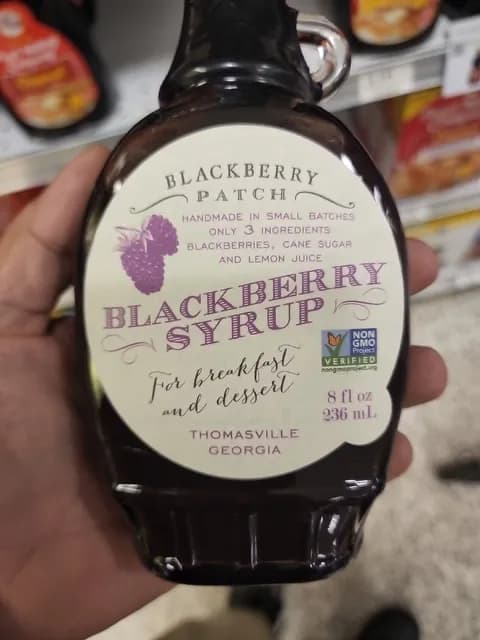 BLACKBERRY
PATCH
HANDMADE IN SMALL BATCHES
ONLY 3 INGREDIENTS
BLACKBERRIES, CANE SUGAR
AND LEMON JUICE
BLACKBERRY
SYRUP
For breakfast
and dessert
NON
GMO
Project
VERIFIED
nongmoproject.org
8 fl oz
236 mL
THOMASVILLE
GEORGIA